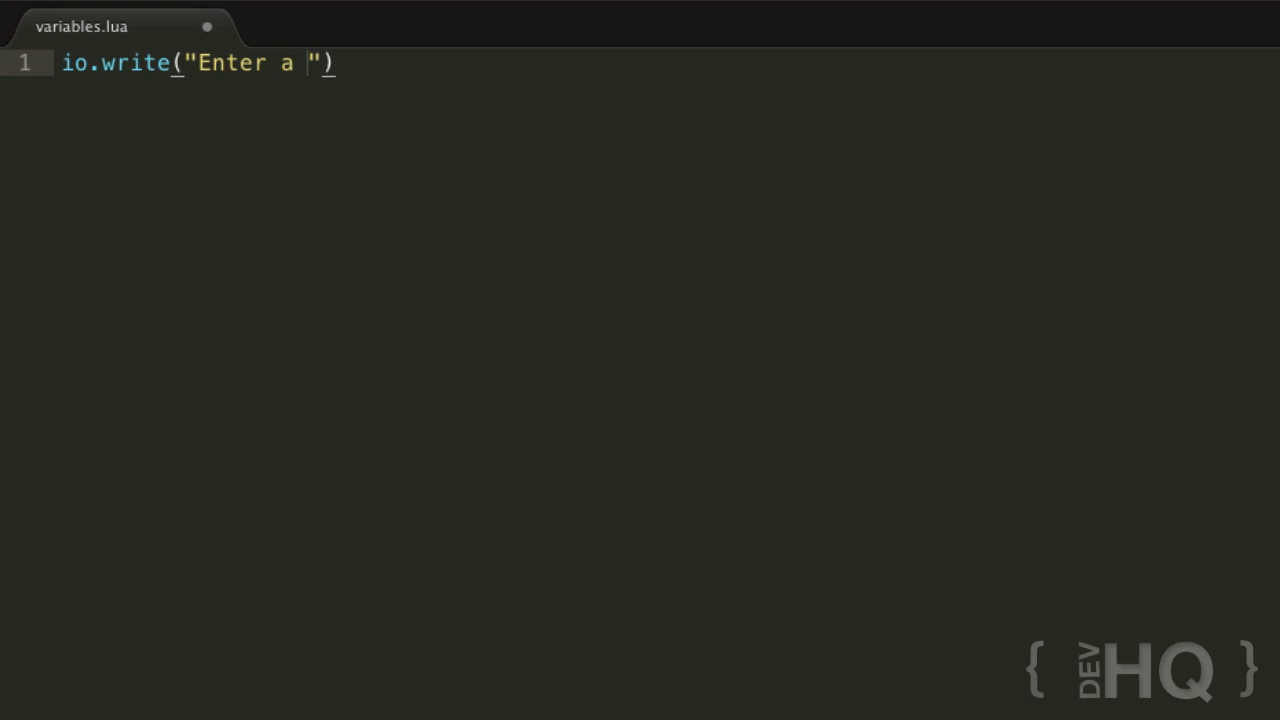 variables.lua
1 io.write("Enter a ")
{ DEV HQ }